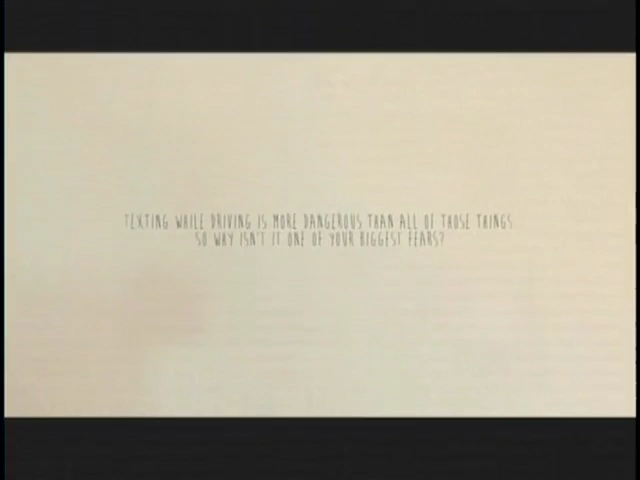 TEXTING WHILE DRIVING IS MORE DANGEROUS THAN ALL OF THOSE THINGS
SO WHY ISN'T IT ONE OF YOUR BIGGEST FEARS?